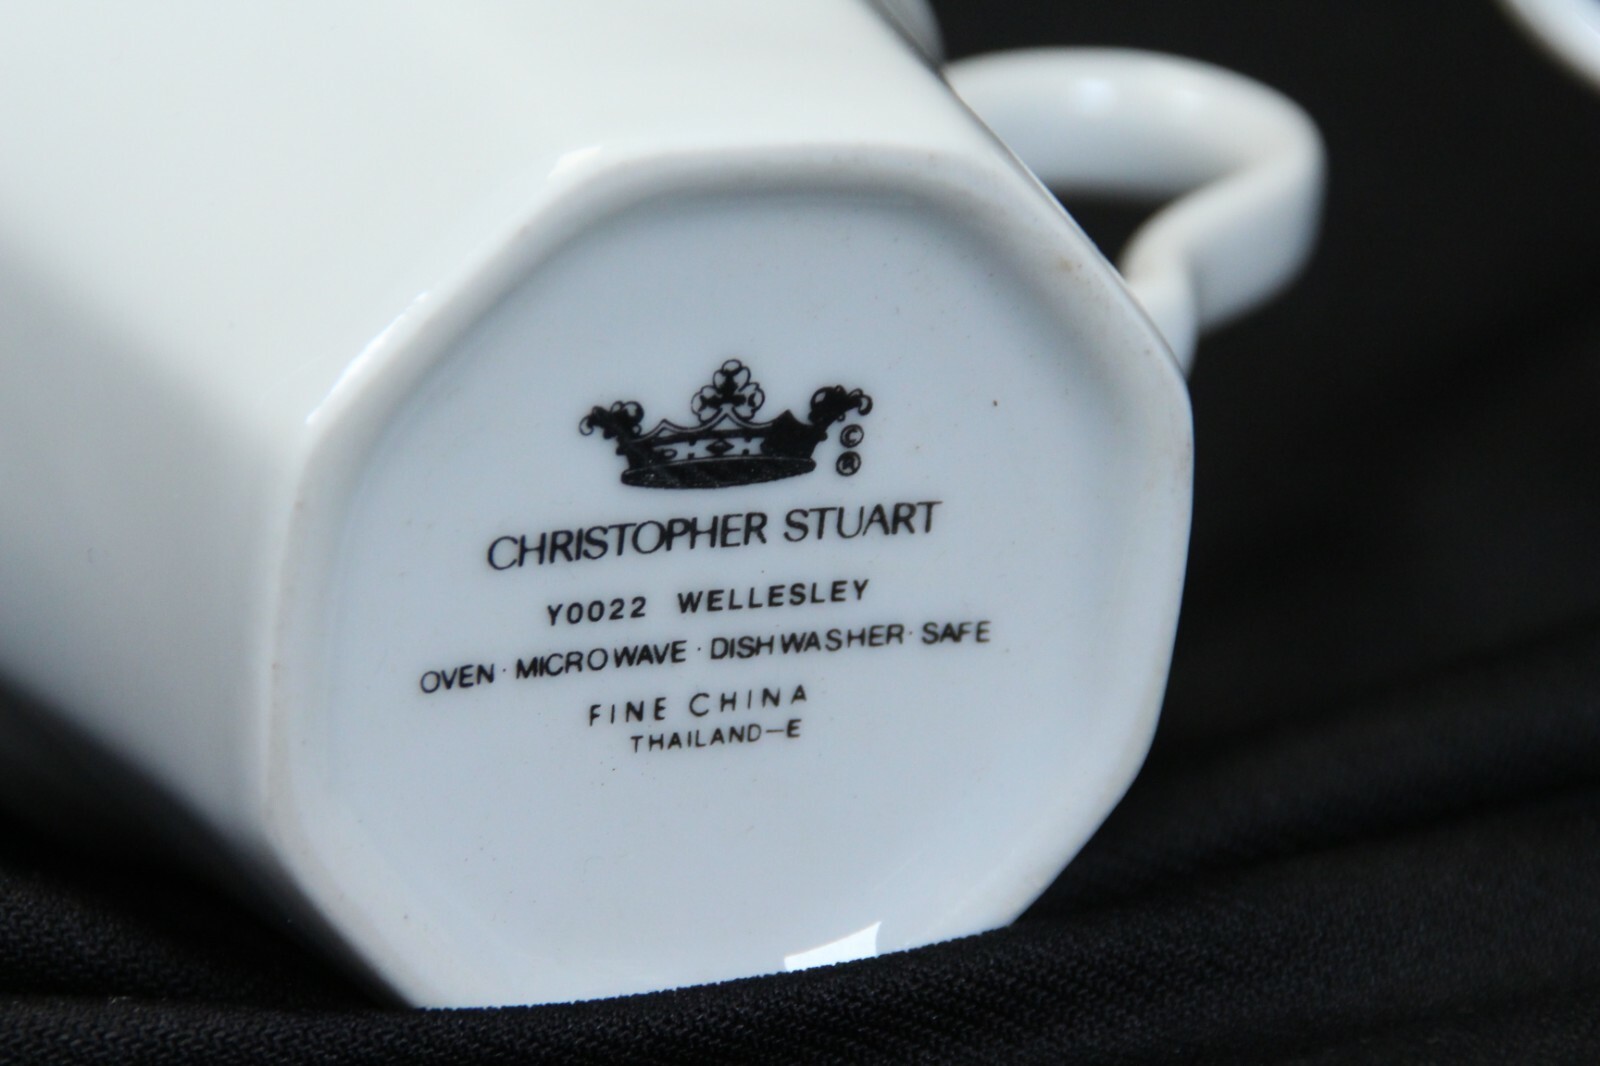 ©
®
CHRISTOPHER STUART
Y0022 WELLESLEY
OVEN · MICROWAVE · DISHWASHER · SAFE
FINE CHINA
THAILAND-E